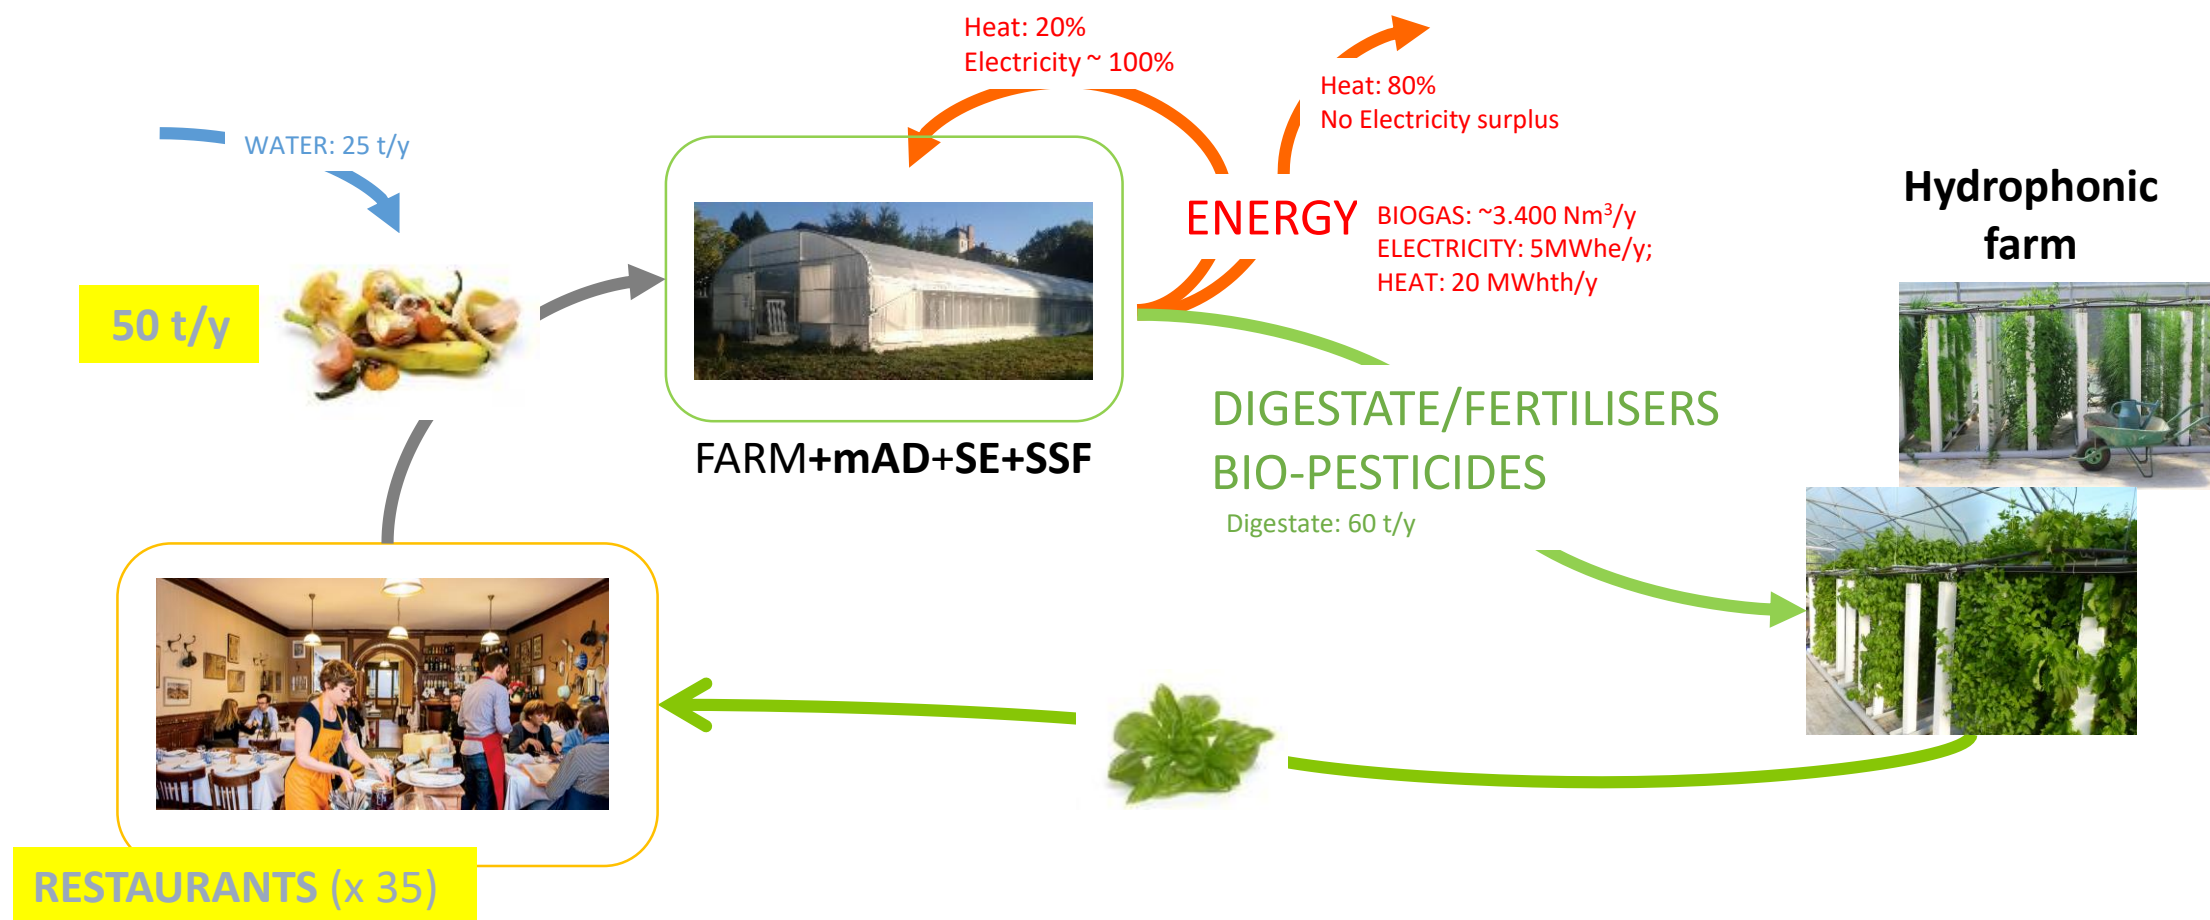 Heat: 20%
Electricity ~ 100%
Heat: 80%
No Electricity surplus
WATER: 25 t/y
ENERGY
BIOGAS: ~3.400 Nm³/y
ELECTRICITY: 5MWhe/y;
HEAT: 20 MWhth/y
Hydrophonic
farm
50 t/y
FARM+mAD+SE+SSF
DIGESTATE/FERTILISERS
BIO-PESTICIDES
Digestate: 60 t/y
RESTAURANTS (x 35)